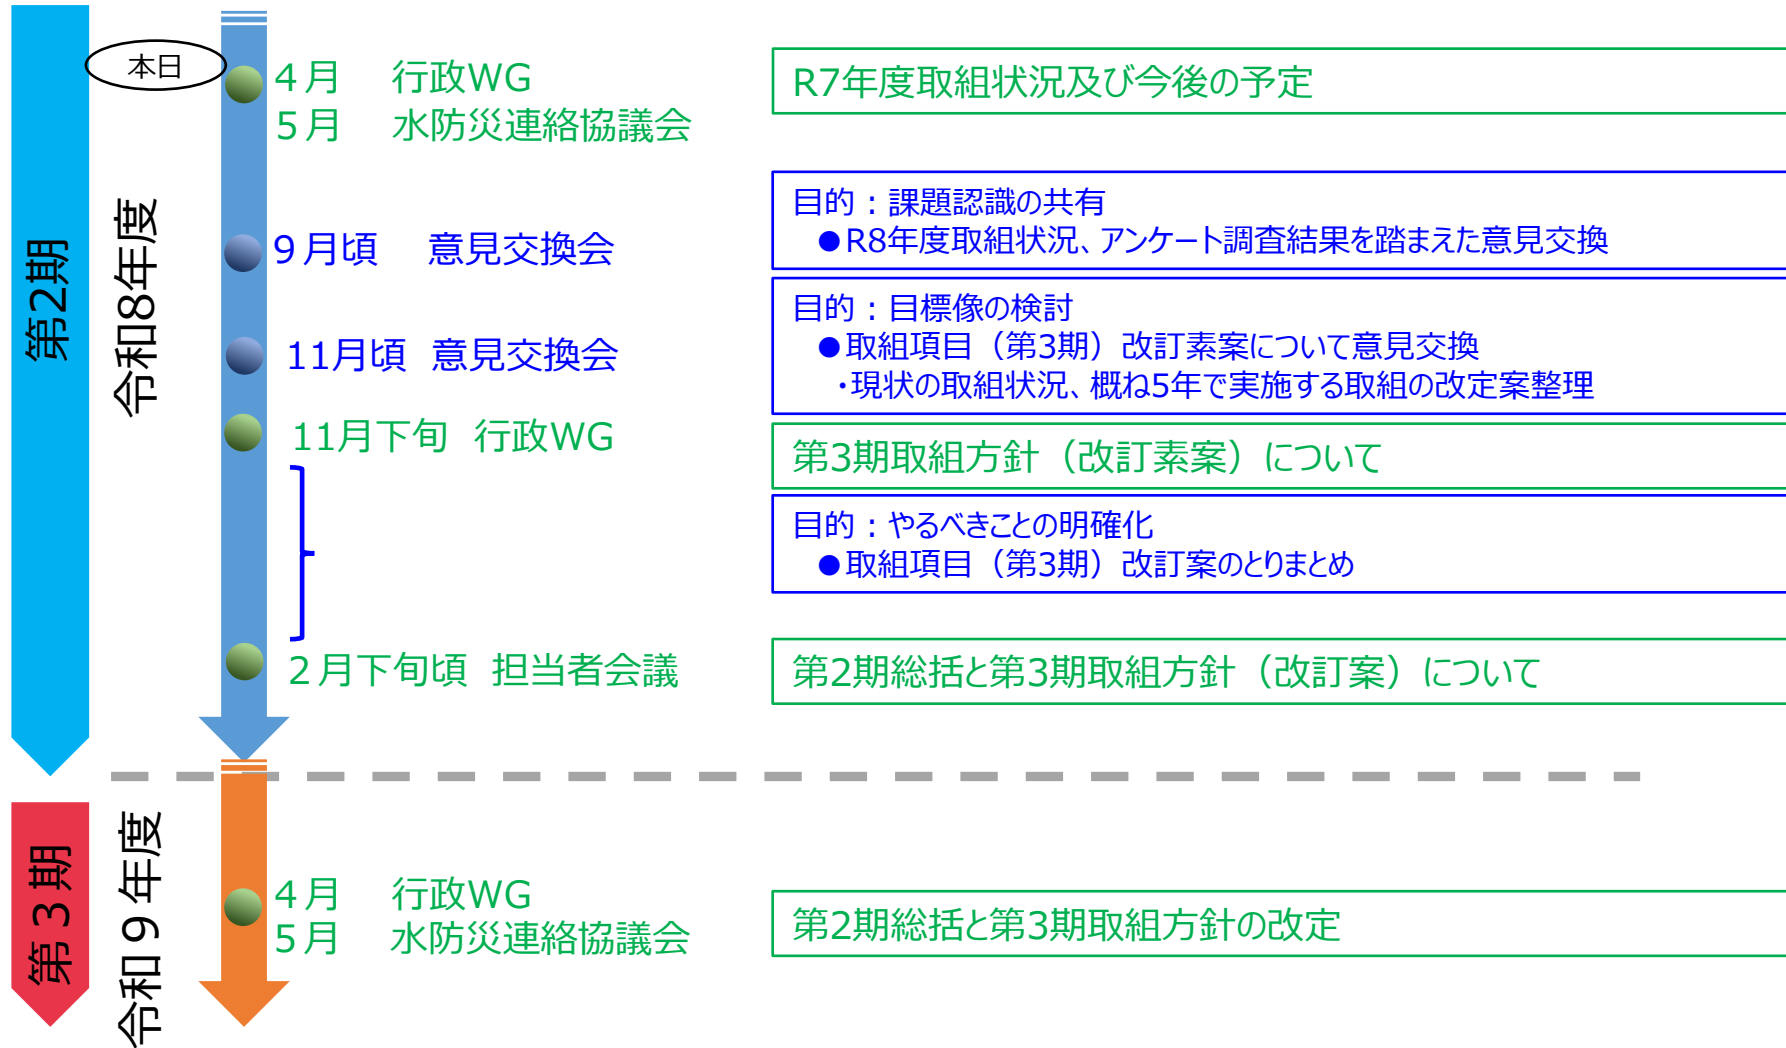 第2期
令和8年度
本日
４月　行政WG
５月　水防災連絡協議会
R7年度取組状況及び今後の予定
９月頃　意見交換会
目的：課題認識の共有
●R8年度取組状況、アンケート調査結果を踏まえた意見交換
11月頃　意見交換会
目的：目標像の検討
●取組項目（第3期）改訂素案について意見交換
・現状の取組状況、概ね5年で実施する取組の改定案整理
11月下旬　行政WG
第3期取組方針（改訂素案）について
目的：やるべきことの明確化
●取組項目（第3期）改訂案のとりまとめ
２月下旬頃　担当者会議
第2期総括と第3期取組方針（改訂案）について
第３期
令和９年度
４月　行政WG
５月　水防災連絡協議会
第2期総括と第3期取組方針の改定